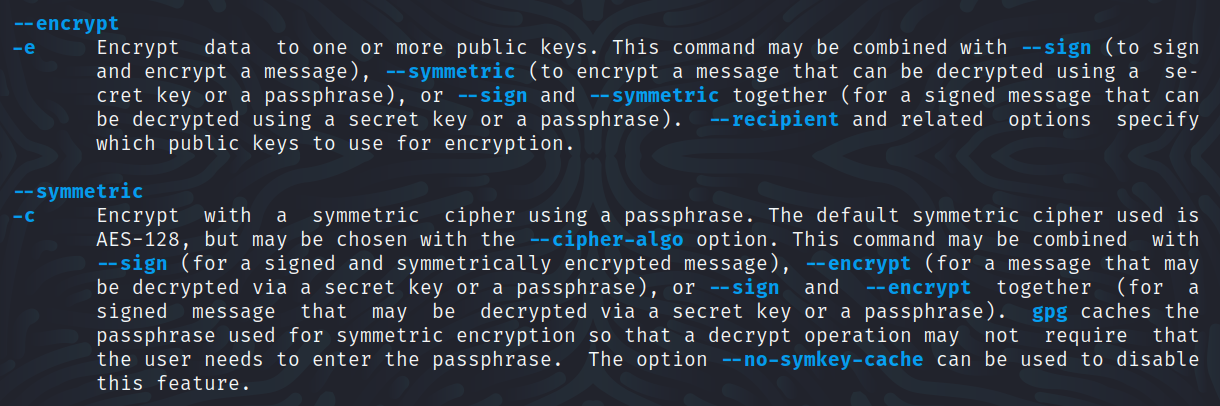 --encrypt
-e Encrypt data to one or more public keys. This command may be combined with --sign (to sign
and encrypt a message), --symmetric (to encrypt a message that can be decrypted using a se-
cret key or a passphrase), or --sign and --symmetric together (for a signed message that can
be decrypted using a secret key or a passphrase). --recipient and related options specify
which public keys to use for encryption.
--symmetric
-c Encrypt with a symmetric cipher using a passphrase. The default symmetric cipher used is
AES-128, but may be chosen with the --cipher-algo option. This command may be combined with
--sign (for a signed and symmetrically encrypted message), --encrypt (for a message that may
be decrypted via a secret key or a passphrase), or --sign and --encrypt together (for a
signed message that may be decrypted via a secret key or a passphrase). gpg caches the
passphrase used for symmetric encryption so that a decrypt operation may not require that
the user needs to enter the passphrase. The option --no-symkey-cache can be used to disable
this feature.